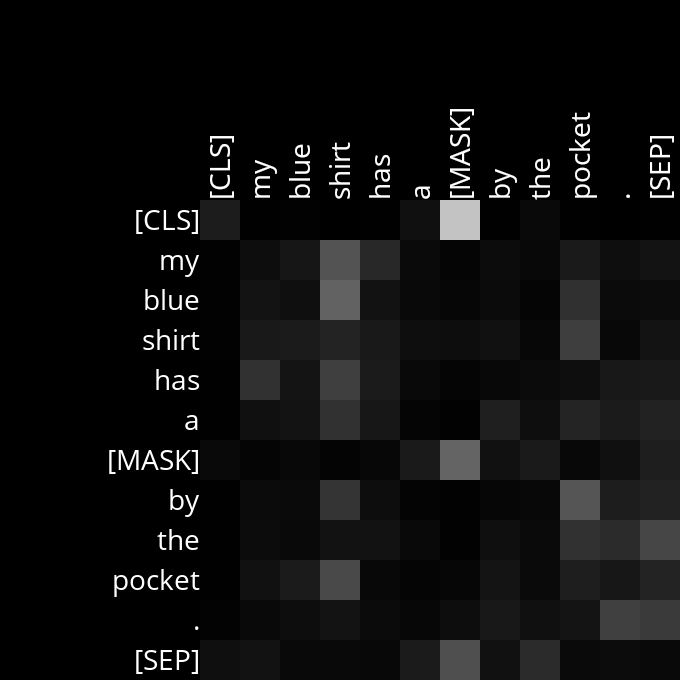 [CLS] my blue shirt has a [MASK] by the pocket . [SEP]
[CLS]
my
blue
shirt
has
a
[MASK]
by
the
pocket
.
[SEP]